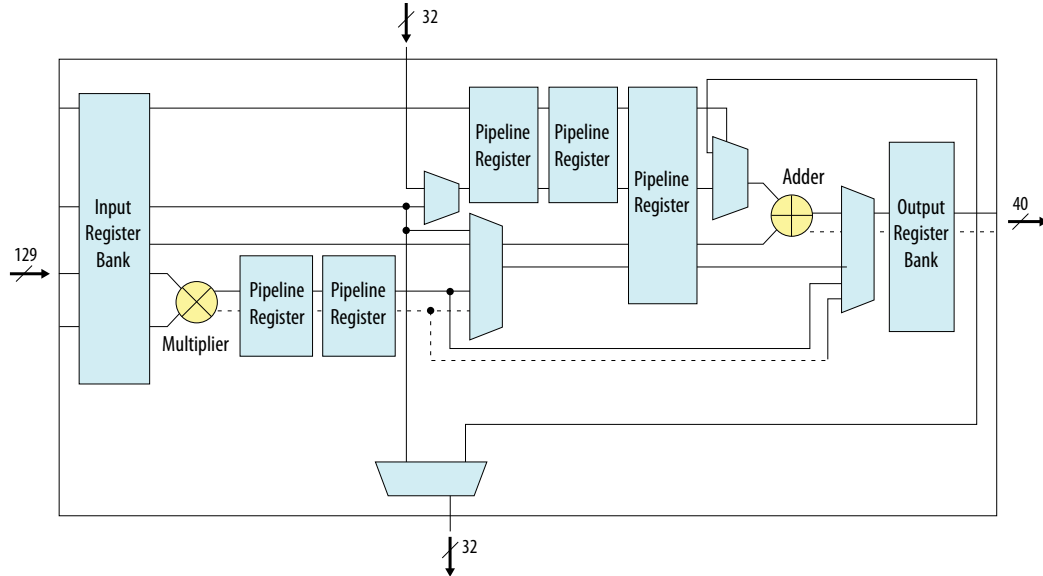 32
Pipeline
Register
Pipeline
Register
Pipeline
Register
Adder
Input
Register
Bank
Output
Register
Bank
40
129
Multiplier
Pipeline
Register
Pipeline
Register
32